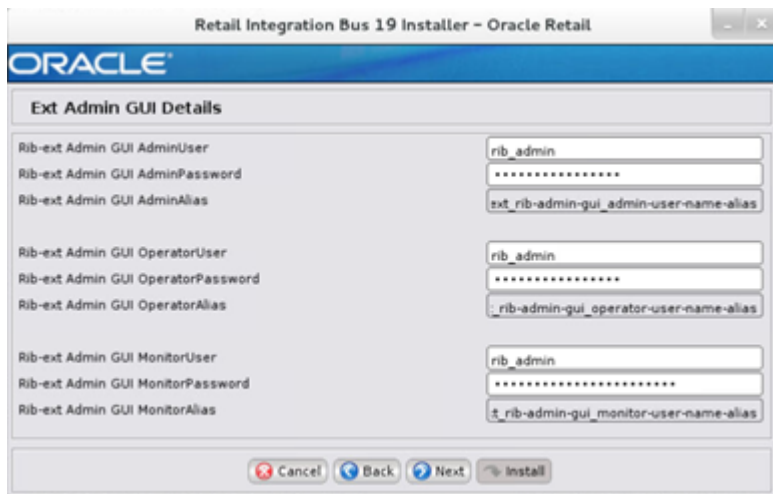 Retail Integration Bus 19 Installer – Oracle Retail
ORACLE
Ext Admin GUI Details
Rib-ext Admin GUI AdminUser rib_admin
Rib-ext Admin GUI AdminPassword ••••••••••••••••
Rib-ext Admin GUI AdminAlias ext_rib-admin-gui_admin-user-name-alias
Rib-ext Admin GUI OperatorUser rib_admin
Rib-ext Admin GUI OperatorPassword ••••••••••••••••
Rib-ext Admin GUI OperatorAlias :_rib-admin-gui_operator-user-name-alias
Rib-ext Admin GUI MonitorUser rib_admin
Rib-ext Admin GUI MonitorPassword •••••••••••••••••••••••
Rib-ext Admin GUI MonitorAlias t_rib-admin-gui_monitor-user-name-alias
Cancel Back Next Install